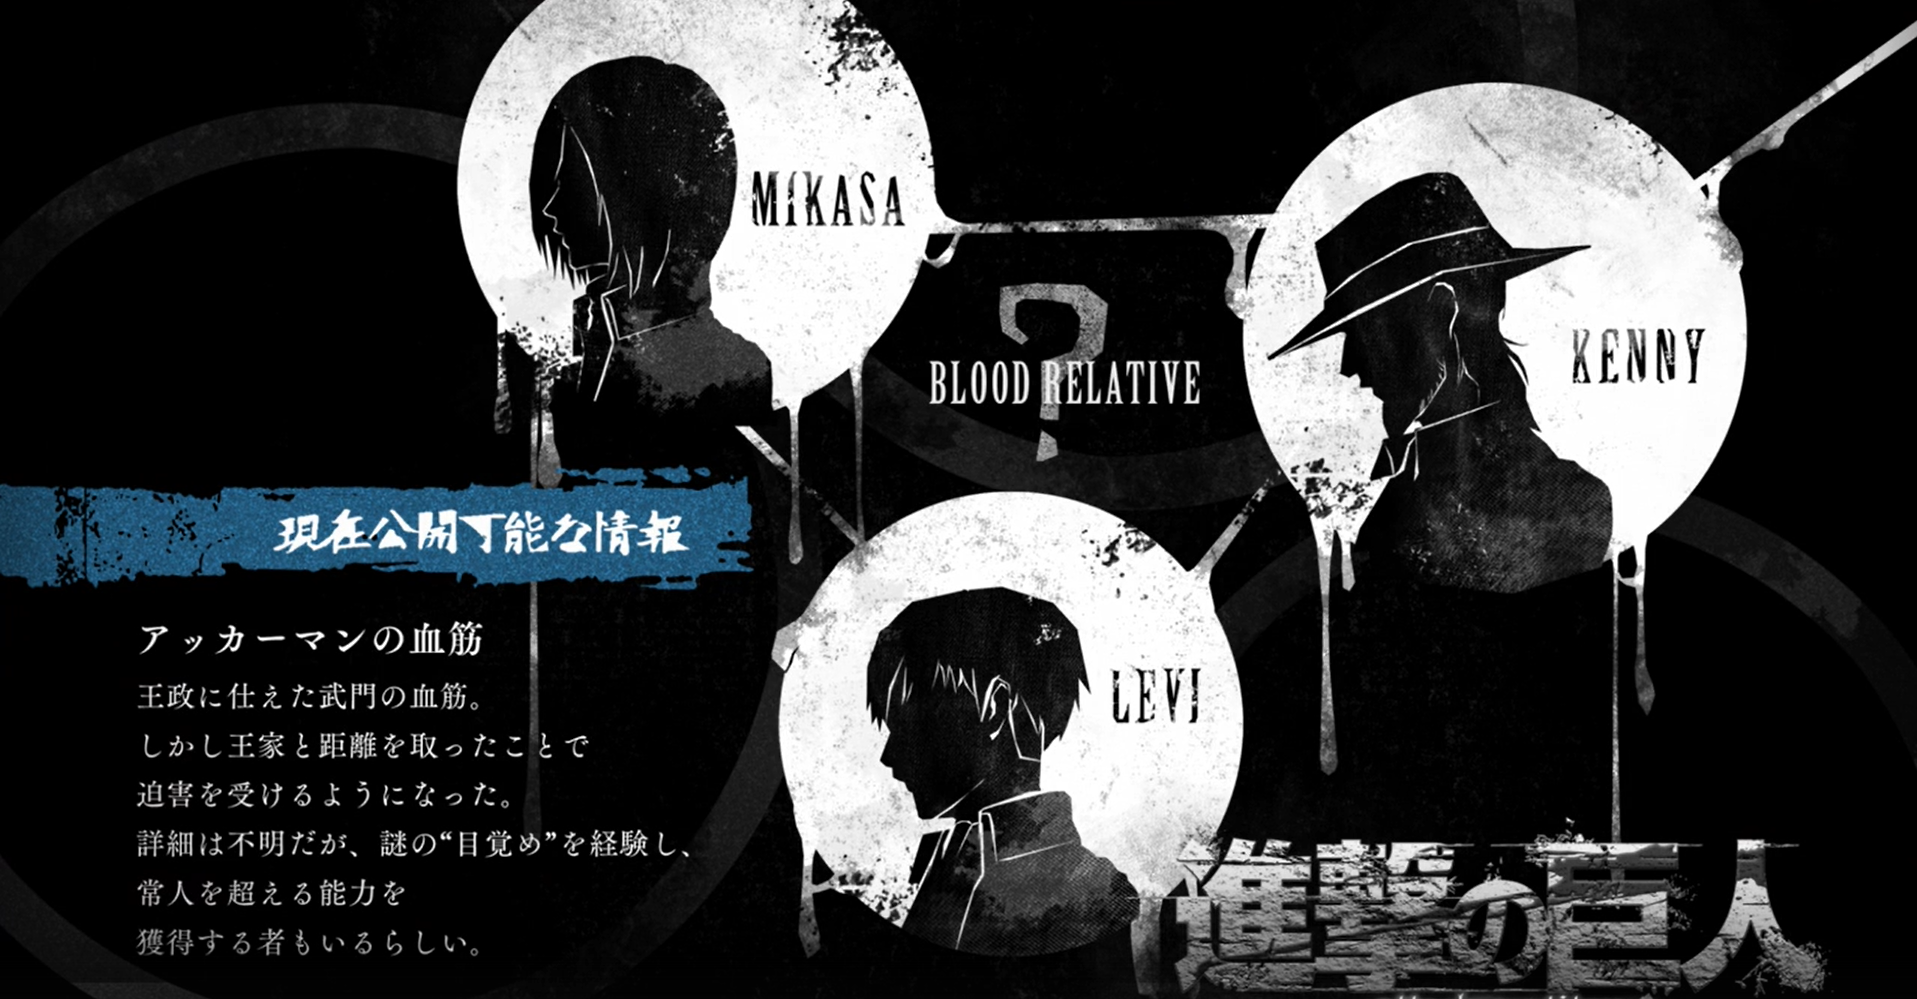 MIKASA
KENNY
?
BLOOD RELATIVE
LEVI
現在公開可能な情報
アッカーマンの血筋
王政に仕えた武門の血筋。
しかし王家と距離を取ったことで
迫害を受けるようになった。
詳細は不明だが、謎の“目覚め”を経験し、
常人を超える能力を
獲得する者もいるらしい。
進撃の巨人